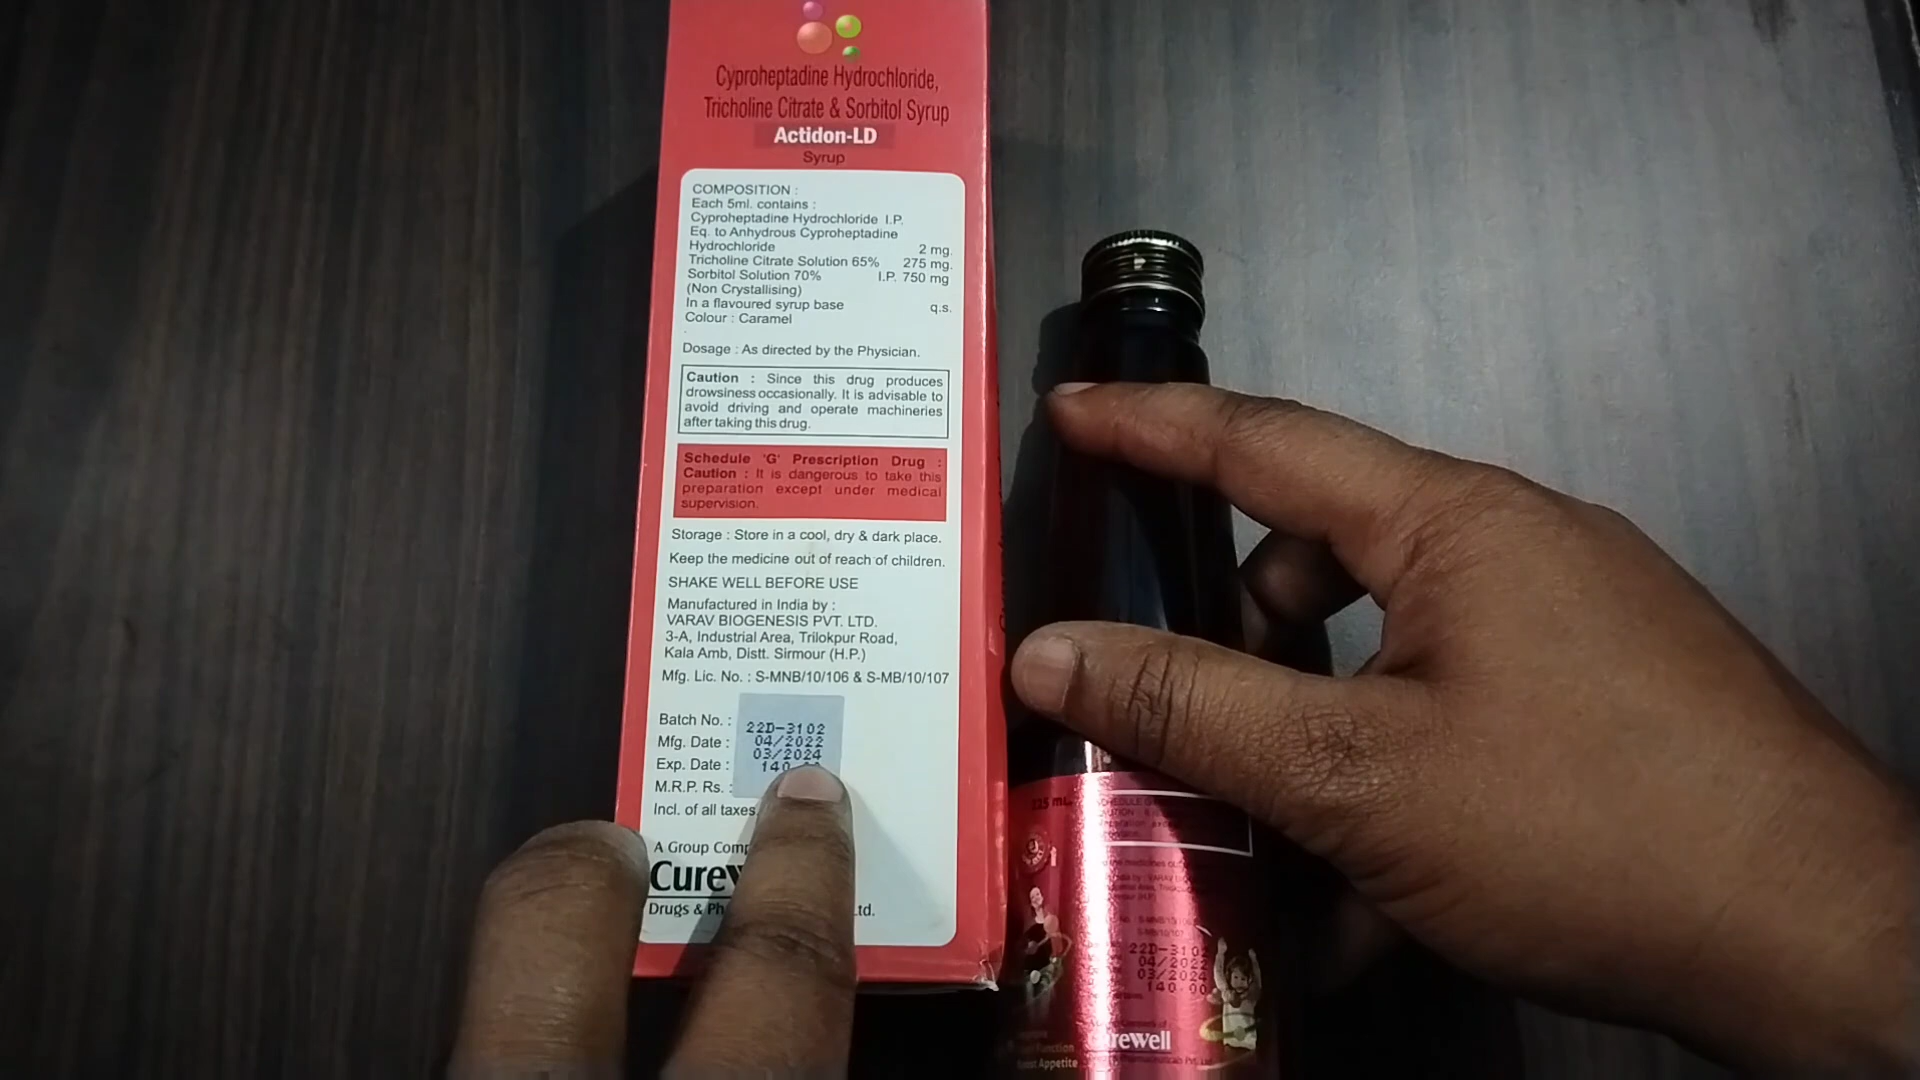 Cyproheptadine Hydrochloride,
Tricholine Citrate & Sorbitol Syrup
Actidon-LD
Syrup
COMPOSITION :
Each 5ml. contains :
Cyproheptadine Hydrochloride I.P.
Eq. to Anhydrous Cyproheptadine
Hydrochloride 2 mg.
Tricholine Citrate Solution 65% 275 mg.
Sorbitol Solution 70% I.P. 750 mg
(Non Crystallising)
In a flavoured syrup base q.s.
Colour : Caramel
Dosage : As directed by the Physician.
Caution : Since this drug produces
drowsiness occasionally. It is advisable to
avoid driving and operate machineries
after taking this drug.
Schedule 'G' Prescription Drug :
Caution : It is dangerous to take this
preparation except under medical
supervision.
Storage : Store in a cool, dry & dark place.
Keep the medicine out of reach of children.
SHAKE WELL BEFORE USE
Manufactured in India by :
VARAV BIOGENESIS PVT. LTD.
3-A, Industrial Area, Trilokpur Road,
Kala Amb, Distt. Sirmour (H.P.)
Mfg. Lic. No. : S-MNB/10/106 & S-MB/10/107
Batch No. : 22D-3102
Mfg. Date : 04/2022
Exp. Date : 03/2024
M.R.P. Rs. : 140
Incl. of all taxes.
A Group
Drugs &
Ltd.
225 ML.
22D-310
04/2022
03/2024
140.00
Appetite